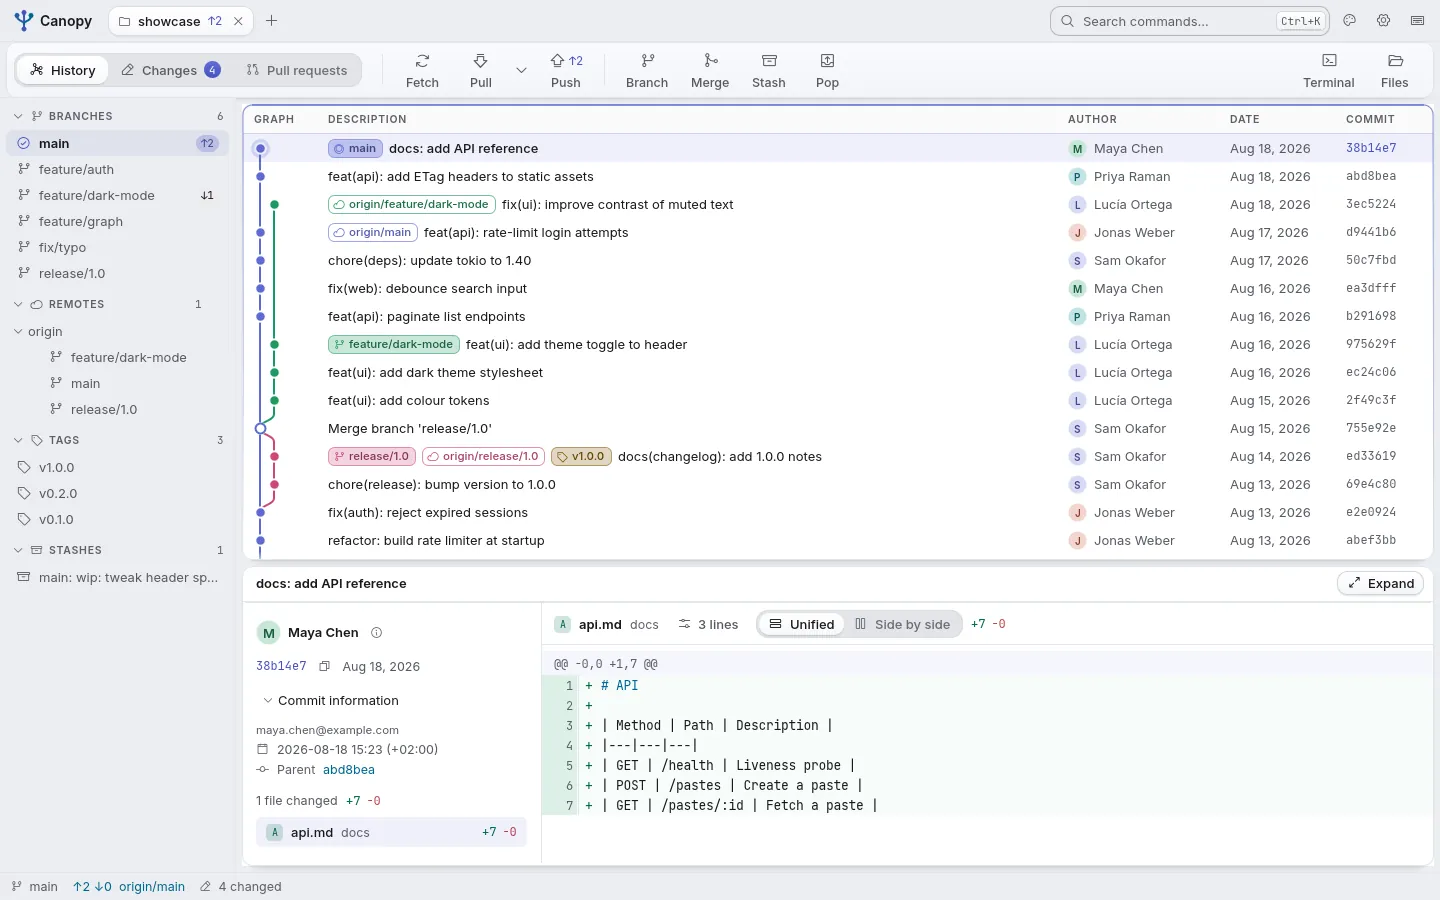 Canopy
showcase ↑2
Search commands... Ctrl+K
History
Changes 4
Pull requests
Fetch
Pull
↑2 Push
Branch
Merge
Stash
Pop
Terminal
Files
BRANCHES 6
main ↑2
feature/auth
feature/dark-mode ↓1
feature/graph
fix/typo
release/1.0
REMOTES 1
origin
feature/dark-mode
main
release/1.0
TAGS 3
v1.0.0
v0.2.0
v0.1.0
STASHES 1
main: wip: tweak header sp...
GRAPH DESCRIPTION AUTHOR DATE COMMIT
main docs: add API reference M Maya Chen Aug 18, 2026 38b14e7
feat(api): add ETag headers to static assets P Priya Raman Aug 18, 2026 abd8bea
origin/feature/dark-mode fix(ui): improve contrast of muted text L Lucía Ortega Aug 18, 2026 3ec5224
origin/main feat(api): rate-limit login attempts J Jonas Weber Aug 17, 2026 d9441b6
chore(deps): update tokio to 1.40 S Sam Okafor Aug 17, 2026 50c7fbd
fix(web): debounce search input M Maya Chen Aug 16, 2026 ea3dfff
feat(api): paginate list endpoints P Priya Raman Aug 16, 2026 b291698
feature/dark-mode feat(ui): add theme toggle to header L Lucía Ortega Aug 16, 2026 975629f
feat(ui): add dark theme stylesheet L Lucía Ortega Aug 16, 2026 ec24c06
feat(ui): add colour tokens L Lucía Ortega Aug 15, 2026 2f49c3f
Merge branch 'release/1.0' S Sam Okafor Aug 15, 2026 755e92e
release/1.0 origin/release/1.0 v1.0.0 docs(changelog): add 1.0.0 notes S Sam Okafor Aug 14, 2026 ed33619
chore(release): bump version to 1.0.0 S Sam Okafor Aug 13, 2026 69e4c80
fix(auth): reject expired sessions J Jonas Weber Aug 13, 2026 e2e0924
refactor: build rate limiter at startup J Jonas Weber Aug 13, 2026 abef3bb
docs: add API reference
Expand
M Maya Chen
38b14e7 Aug 18, 2026
Commit information
maya.chen@example.com
2026-08-18 15:23 (+02:00)
Parent abd8bea
1 file changed +7 -0
A api.md docs +7 -0
A api.md docs 3 lines Unified Side by side +7 -0
@@ -0,0 +1,7 @@
1 + # API
2 +
3 + | Method | Path | Description |
4 + |---|---|---|
5 + | GET | /health | Liveness probe |
6 + | POST | /pastes | Create a paste |
7 + | GET | /pastes/:id | Fetch a paste |
main ↑2 ↓0 origin/main 4 changed